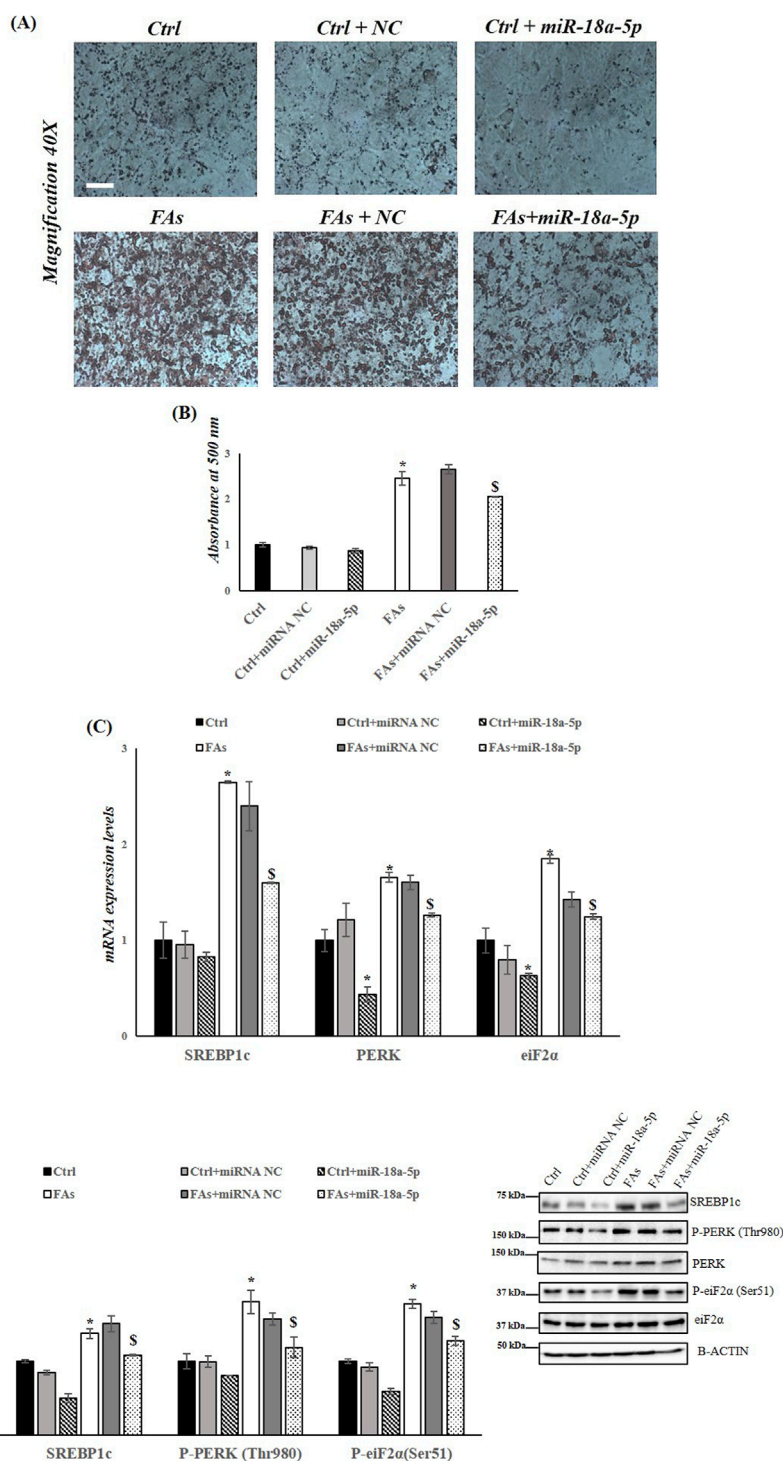 (A)
Ctrl
Ctrl + NC
Ctrl + miR-18a-5p
Magnification 40X
FAs
FAs + NC
FAs+miR-18a-5p
(B)
Absorbance at 500 nm
3
2
1
0
*
$
Ctrl
Ctrl+miRNA NC
Ctrl+miR-18a-5p
FAs
FAs+miRNA NC
FAs+miR-18a-5p
(C)
Ctrl
Ctrl+miRNA NC
Ctrl+miR-18a-5p
FAs
FAs+miRNA NC
FAs+miR-18a-5p
mRNA expression levels
3
2
1
0
*
$
*
*
$
*
*
$
SREBP1c
PERK
eiF2α
Ctrl
Ctrl+miRNA NC
Ctrl+miR-18a-5p
FAs
FAs+miRNA NC
FAs+miR-18a-5p
*
$
*
$
*
$
SREBP1c
P-PERK (Thr980)
P-eiF2α(Ser51)
Ctrl
Ctrl+miRNA NC
Ctrl+miR-18a-5p
FAs
FAs+miRNA NC
FAs+miR-18a-5p
75 kDa
SREBP1c
150 kDa
P-PERK (Thr980)
150 kDa
PERK
37 kDa
P-eiF2α (Ser51)
37 kDa
eiF2α
50 kDa
B-ACTIN